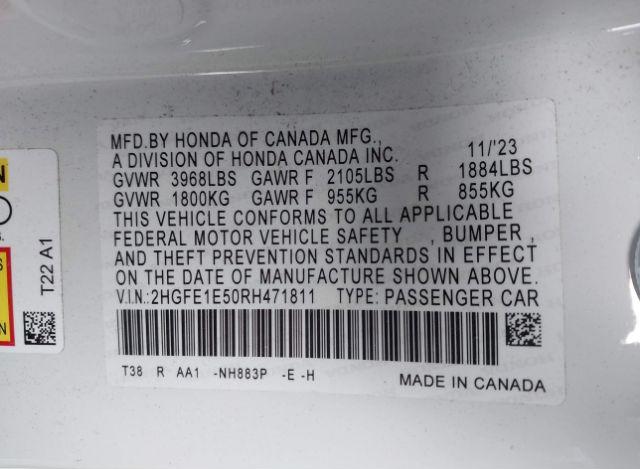 MFD.BY HONDA OF CANADA MFG.,
A DIVISION OF HONDA CANADA INC. 11/'23
GVWR 3968LBS GAWR F 2105LBS R 1884LBS
GVWR 1800KG GAWR F 955KG R 855KG
THIS VEHICLE CONFORMS TO ALL APPLICABLE
FEDERAL MOTOR VEHICLE SAFETY , BUMPER ,
AND THEFT PREVENTION STANDARDS IN EFFECT
ON THE DATE OF MANUFACTURE SHOWN ABOVE.
V.I.N:2HGFE1E50RH471811 TYPE:PASSENGER CAR
T38 R AA1 -NH883P -E -H
MADE IN CANADA
T22 A1